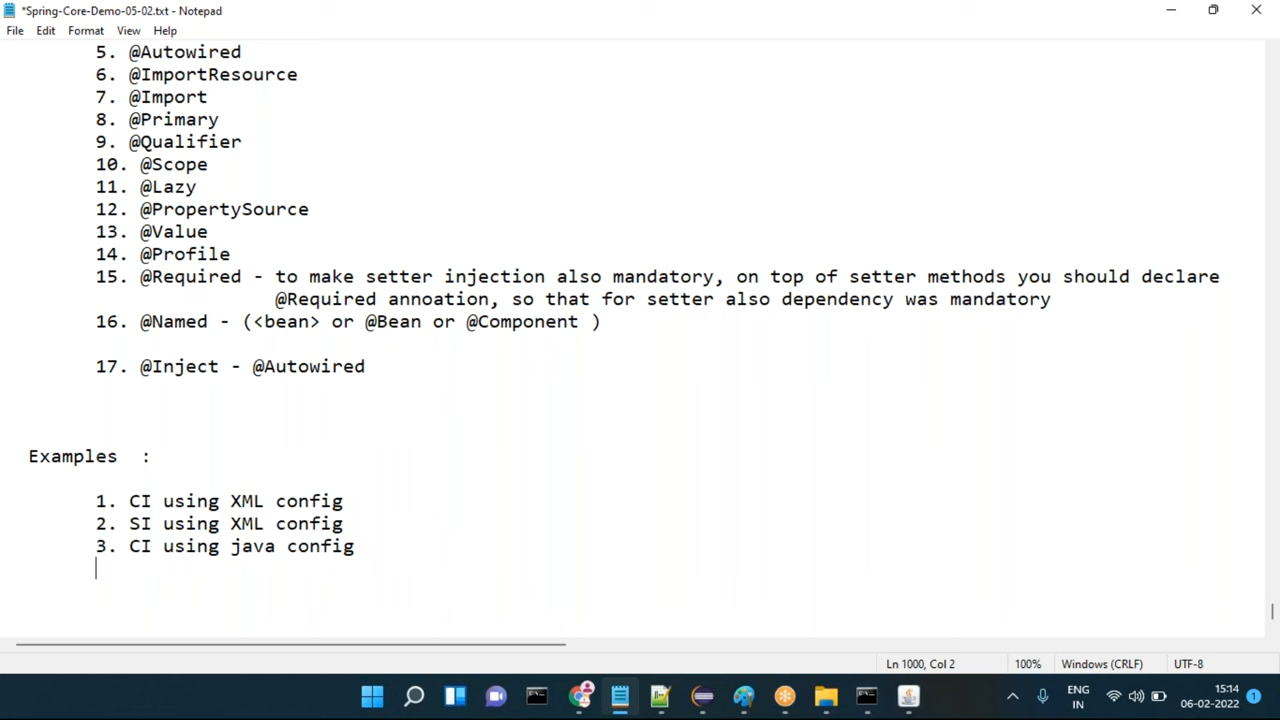 *Spring-Core-Demo-05-02.txt - Notepad
File Edit Format View Help
5. @Autowired
6. @ImportResource
7. @Import
8. @Primary
9. @Qualifier
10. @Scope
11. @Lazy
12. @PropertySource
13. @Value
14. @Profile
15. @Required - to make setter injection also mandatory, on top of setter methods you should declare
@Required annoation, so that for setter also dependency was mandatory
16. @Named - (<bean> or @Bean or @Component )
17. @Inject - @Autowired
Examples :
1. CI using XML config
2. SI using XML config
3. CI using java config
Ln 1000, Col 2 100% Windows (CRLF) UTF-8
ENG 15:14
IN 06-02-2022 1